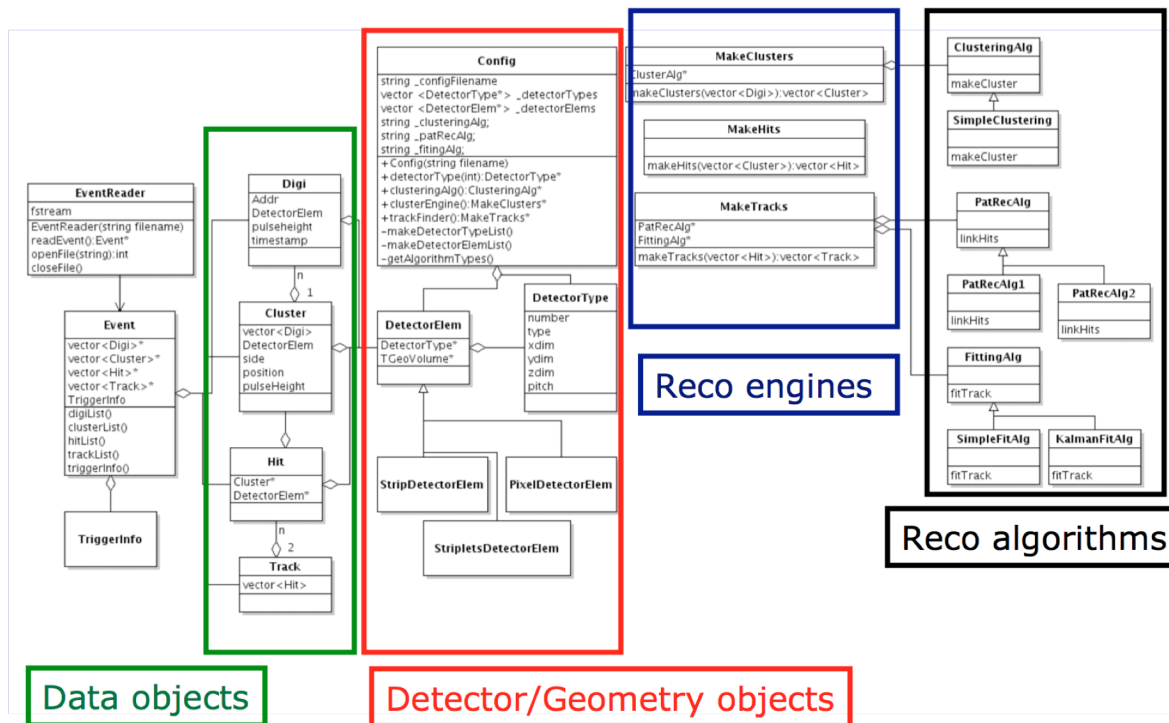 EventReader
fstream
EventReader(string filename)
readEvent():Event*
openFile(string):int
closeFile()
Event
vector<Digi>*
vector<Cluster>*
vector<Hit>*
vector<Track>*
TriggerInfo
digiList()
clusterList()
hitList()
trackList()
triggerInfo()
TriggerInfo
Digi
Addr
DetectorElem
pulseheight
timestamp
n
1
Cluster
vector<Digi>
DetectorElem
side
position
pulseHeight
Hit
Cluster*
DetectorElem*
n
2
Track
vector<Hit>
Data objects
Config
string _configFilename
vector <DetectorType*> _detectorTypes
vector <DetectorElem*> _detectorElems
string _clusteringAlg;
string _patRecAlg;
string _fitingAlg;
+Config(string filename)
+detectorType(int):DetectorType*
+clusteringAlg():ClusteringAlg*
+clusterEngine():MakeClusters*
+trackFinder():MakeTracks*
-makeDetectorTypeList()
-makeDetectorElemList()
-getAlgorithmTypes()
DetectorElem
DetectorType*
TGeoVolume*
DetectorType
number
type
xdim
ydim
zdim
pitch
StripDetectorElem
PixelDetectorElem
StripletsDetectorElem
Detector/Geometry objects
MakeClusters
ClusterAlg*
makeClusters(vector<Digi>):vector<Cluster>
MakeHits
makeHits(vector<Cluster>):vector<Hit>
MakeTracks
PatRecAlg*
FittingAlg*
makeTracks(vector<Hit>):vector<Track>
Reco engines
ClusteringAlg
makeCluster
SimpleClustering
makeCluster
PatRecAlg
linkHits
PatRecAlg1
linkHits
PatRecAlg2
linkHits
FittingAlg
fitTrack
SimpleFitAlg
fitTrack
KalmanFitAlg
fitTrack
Reco algorithms